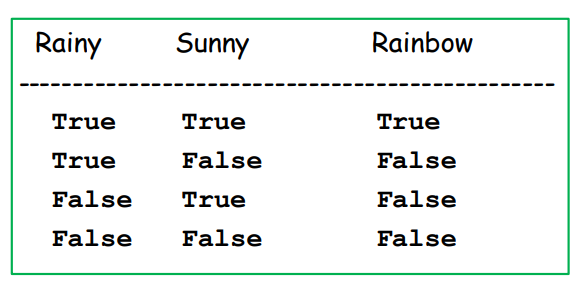 Rainy Sunny Rainbow
--------------------------------------------------
True True True
True False False
False True False
False False False